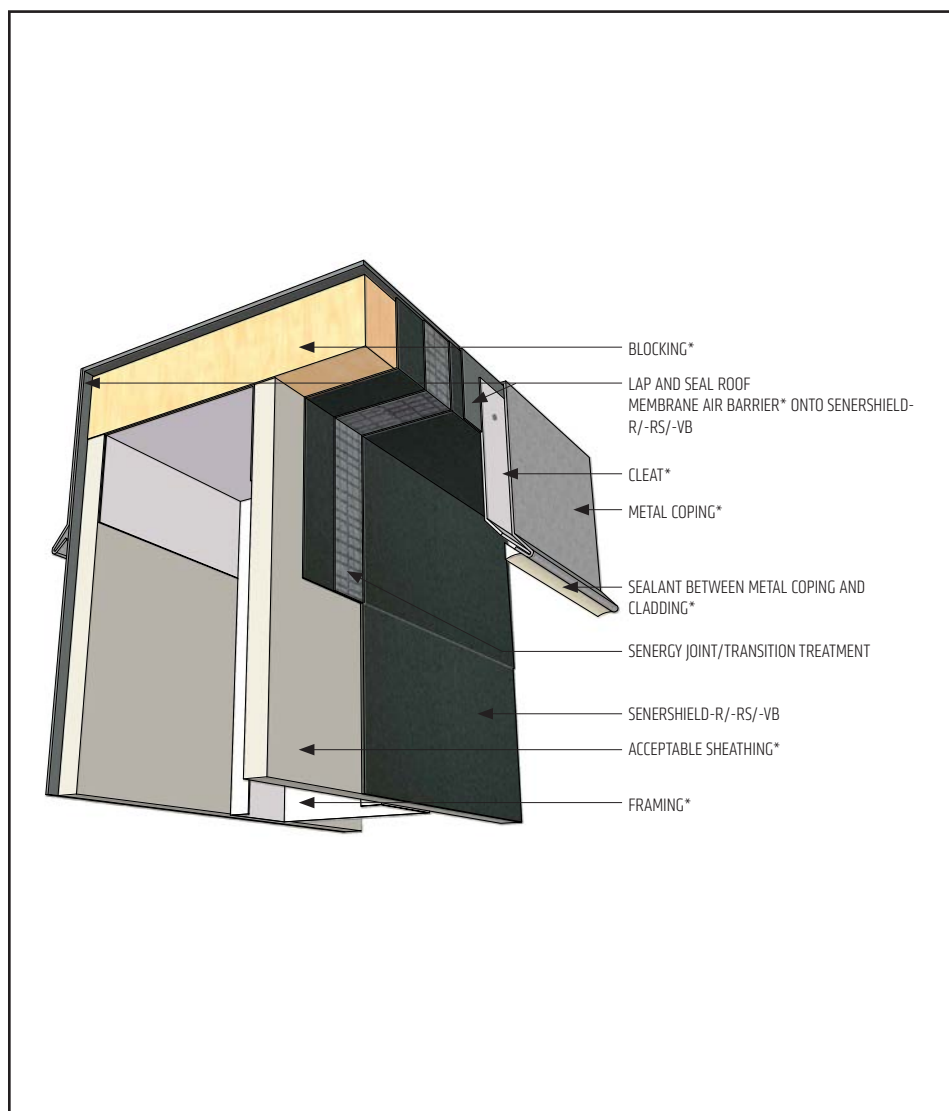 BLOCKING*
LAP AND SEAL ROOF
MEMBRANE AIR BARRIER* ONTO SENERSHIELD-
R/-RS/-VB
CLEAT*
METAL COPING*
SEALANT BETWEEN METAL COPING AND
CLADDING*
SENERGY JOINT/TRANSITION TREATMENT
SENERSHIELD-R/-RS/-VB
ACCEPTABLE SHEATHING*
FRAMING*